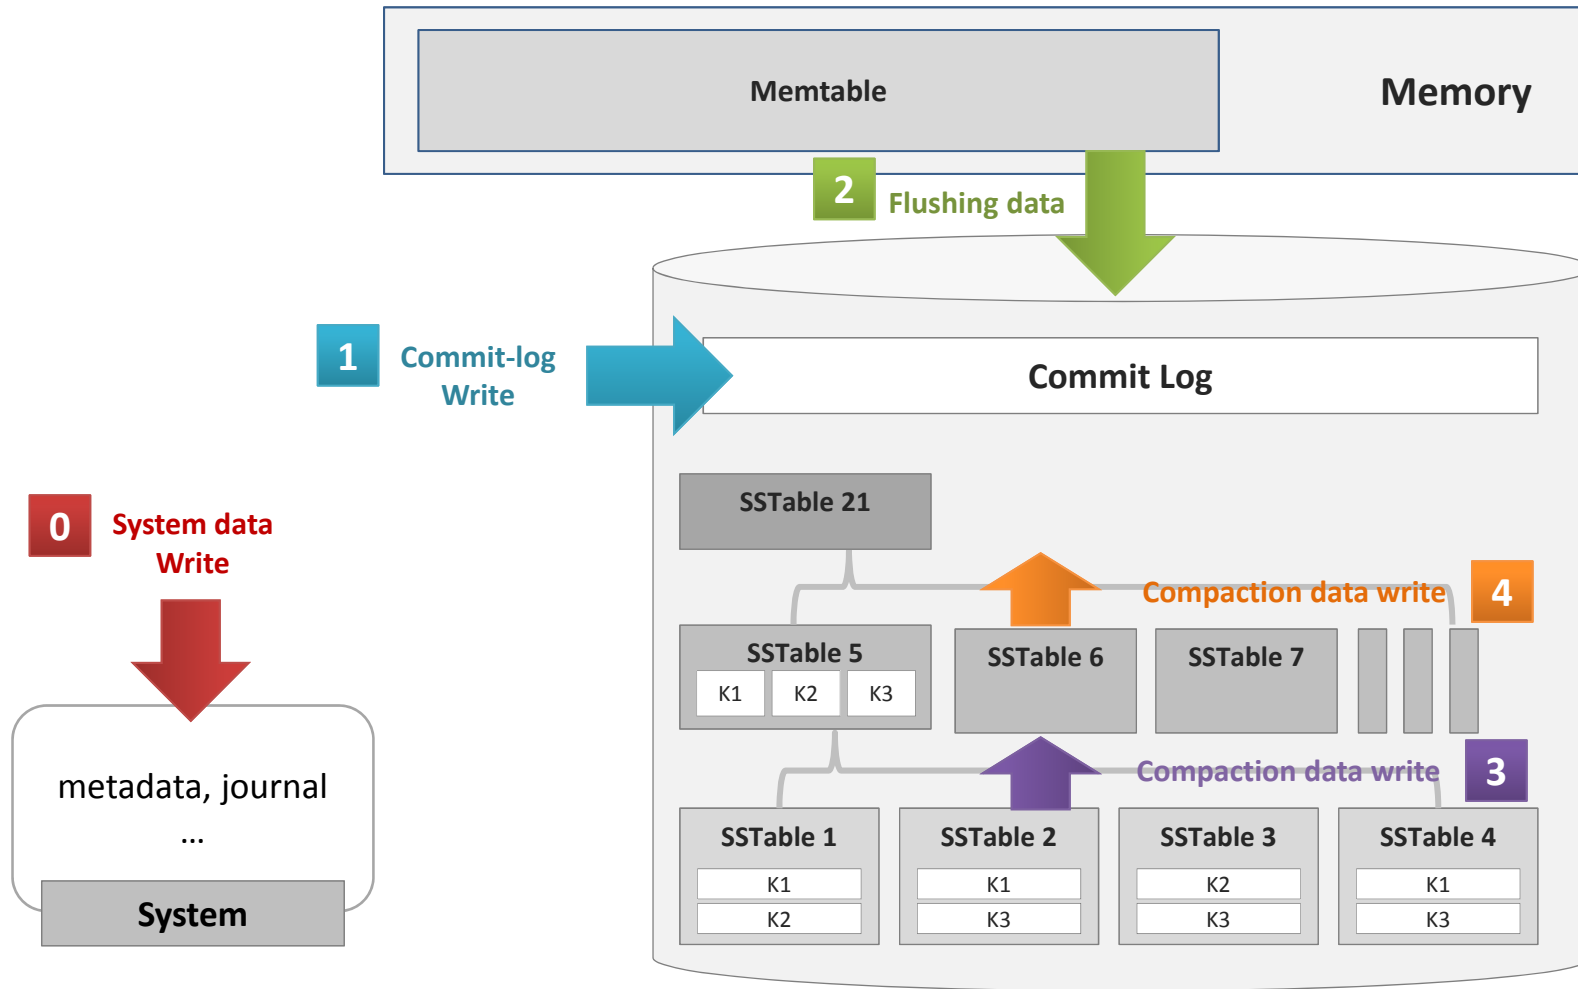 Memtable
Memory
2
Flushing data
1
Commit-log
Write
Commit Log
0
System data
Write
SSTable 21
Compaction data write
4
SSTable 5
K1
K2
K3
SSTable 6
SSTable 7
metadata, journal
...
System
Compaction data write
3
SSTable 1
K1
K2
SSTable 2
K1
K3
SSTable 3
K2
K3
SSTable 4
K1
K3